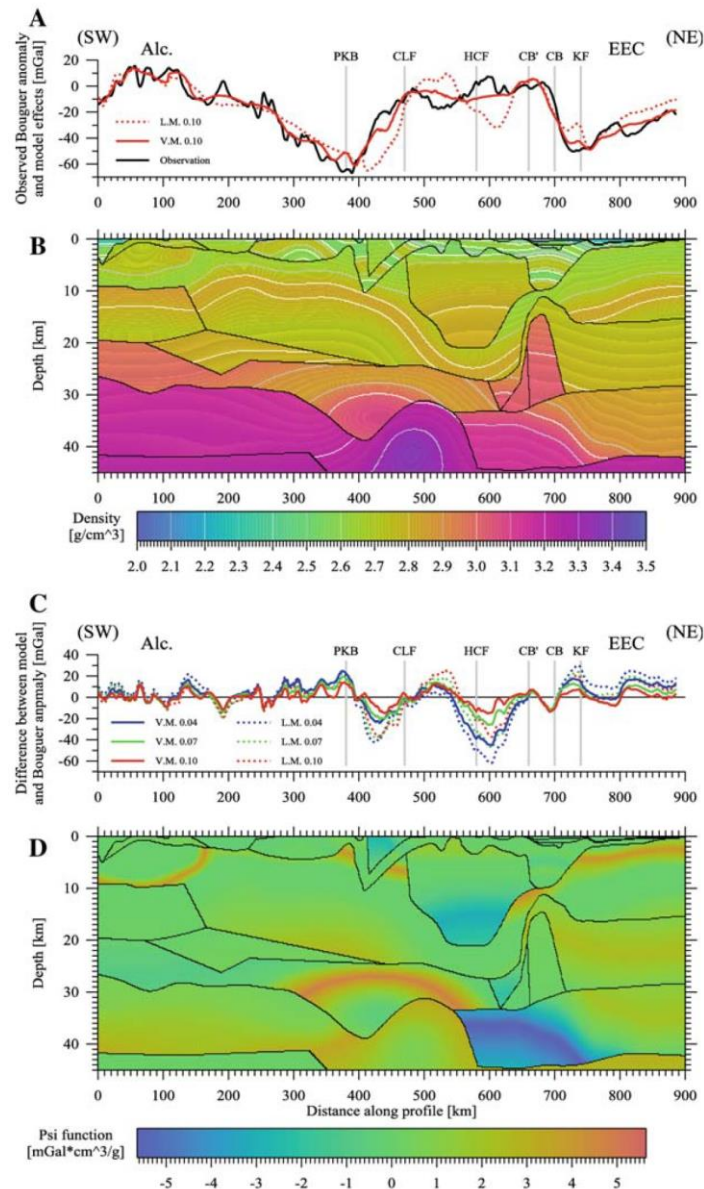 A
(SW) Alc. PKB CLF HCF CB' CB KF EEC (NE)
Observed Bouguer anomaly
and model effects [mGal]
20
0
-20
-40
-60
L.M. 0.10
V.M. 0.10
Observation
0 100 200 300 400 500 600 700 800 900
B
Depth [km]
0
10
20
30
40
0 100 200 300 400 500 600 700 800 900
Density
[g/cm^3]
2.0 2.1 2.2 2.3 2.4 2.5 2.6 2.7 2.8 2.9 3.0 3.1 3.2 3.3 3.4 3.5
C
(SW) Alc. PKB CLF HCF CB' CB KF EEC (NE)
Difference between model
and Bouguer anpmaly [mGal]
40
20
0
-20
-40
-60
V.M. 0.04 L.M. 0.04
V.M. 0.07 L.M. 0.07
V.M. 0.10 L.M. 0.10
0 100 200 300 400 500 600 700 800 900
D
Depth [km]
0
10
20
30
40
0 100 200 300 400 500 600 700 800 900
Distance along profile [km]
Psi function
[mGal*cm^3/g]
-5 -4 -3 -2 -1 0 1 2 3 4 5